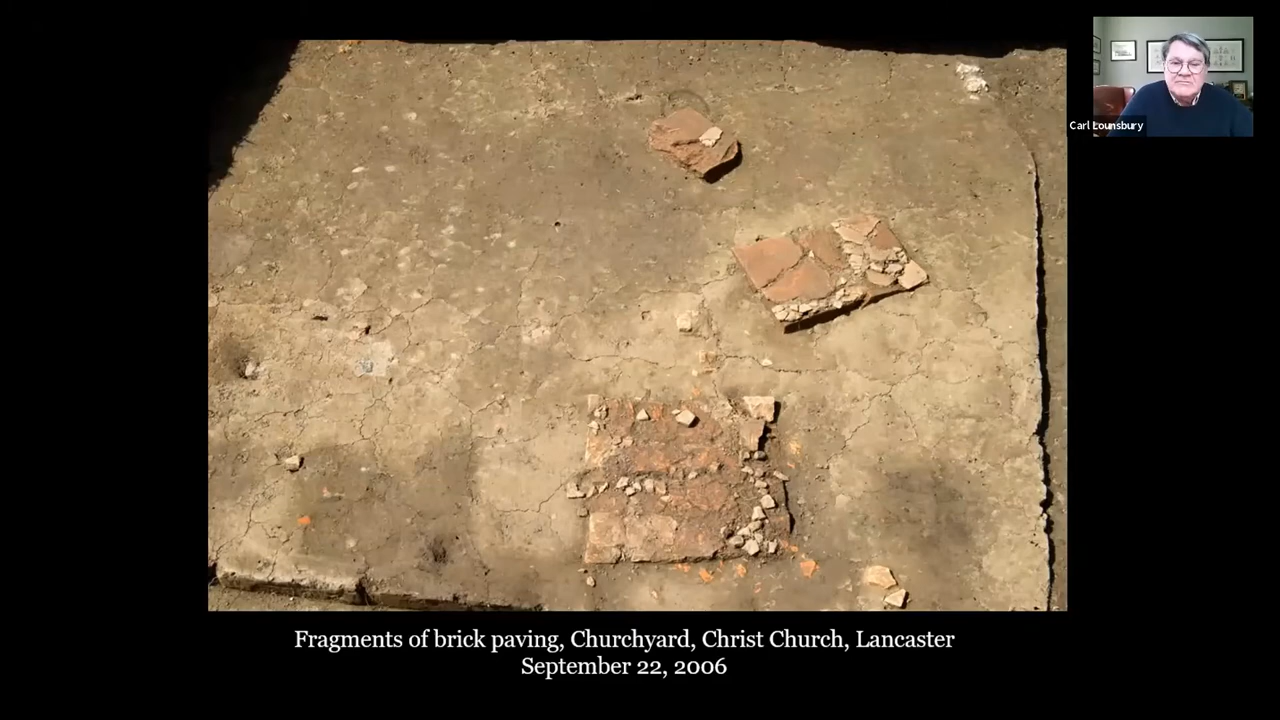 Carl Lounsbury
Fragments of brick paving, Churchyard, Christ Church, Lancaster
September 22, 2006